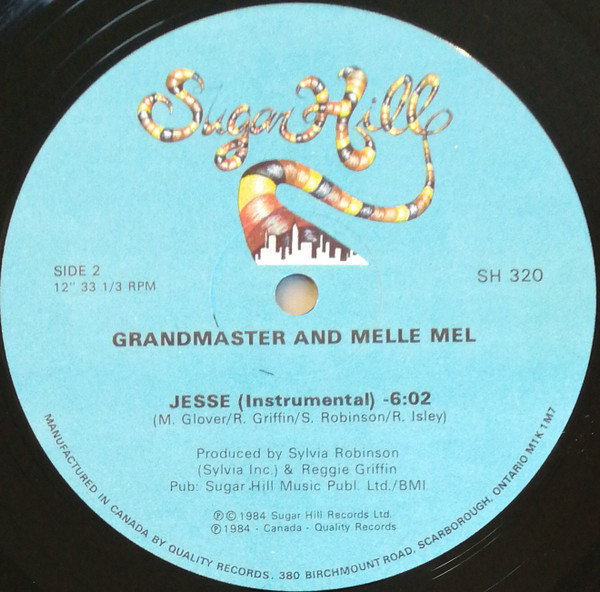 Sugar Hill
SIDE 2
12" 33 1/3 RPM
SH 320
GRANDMASTER AND MELLE MEL
JESSE (Instrumental) -6:02
(M. Glover/R. Griffin/S. Robinson/R. Isley)
Produced by Sylvia Robinson
(Sylvia Inc.) & Reggie Griffin
Pub: Sugar Hill Music Publ. Ltd./BMI
℗ © 1984 Sugar Hill Records Ltd.
℗ 1984 - Canada - Quality Records
MANUFACTURED IN CANADA BY QUALITY RECORDS. 380 BIRCHMOUNT ROAD, SCARBOROUGH, ONTARIO M1K 1M7